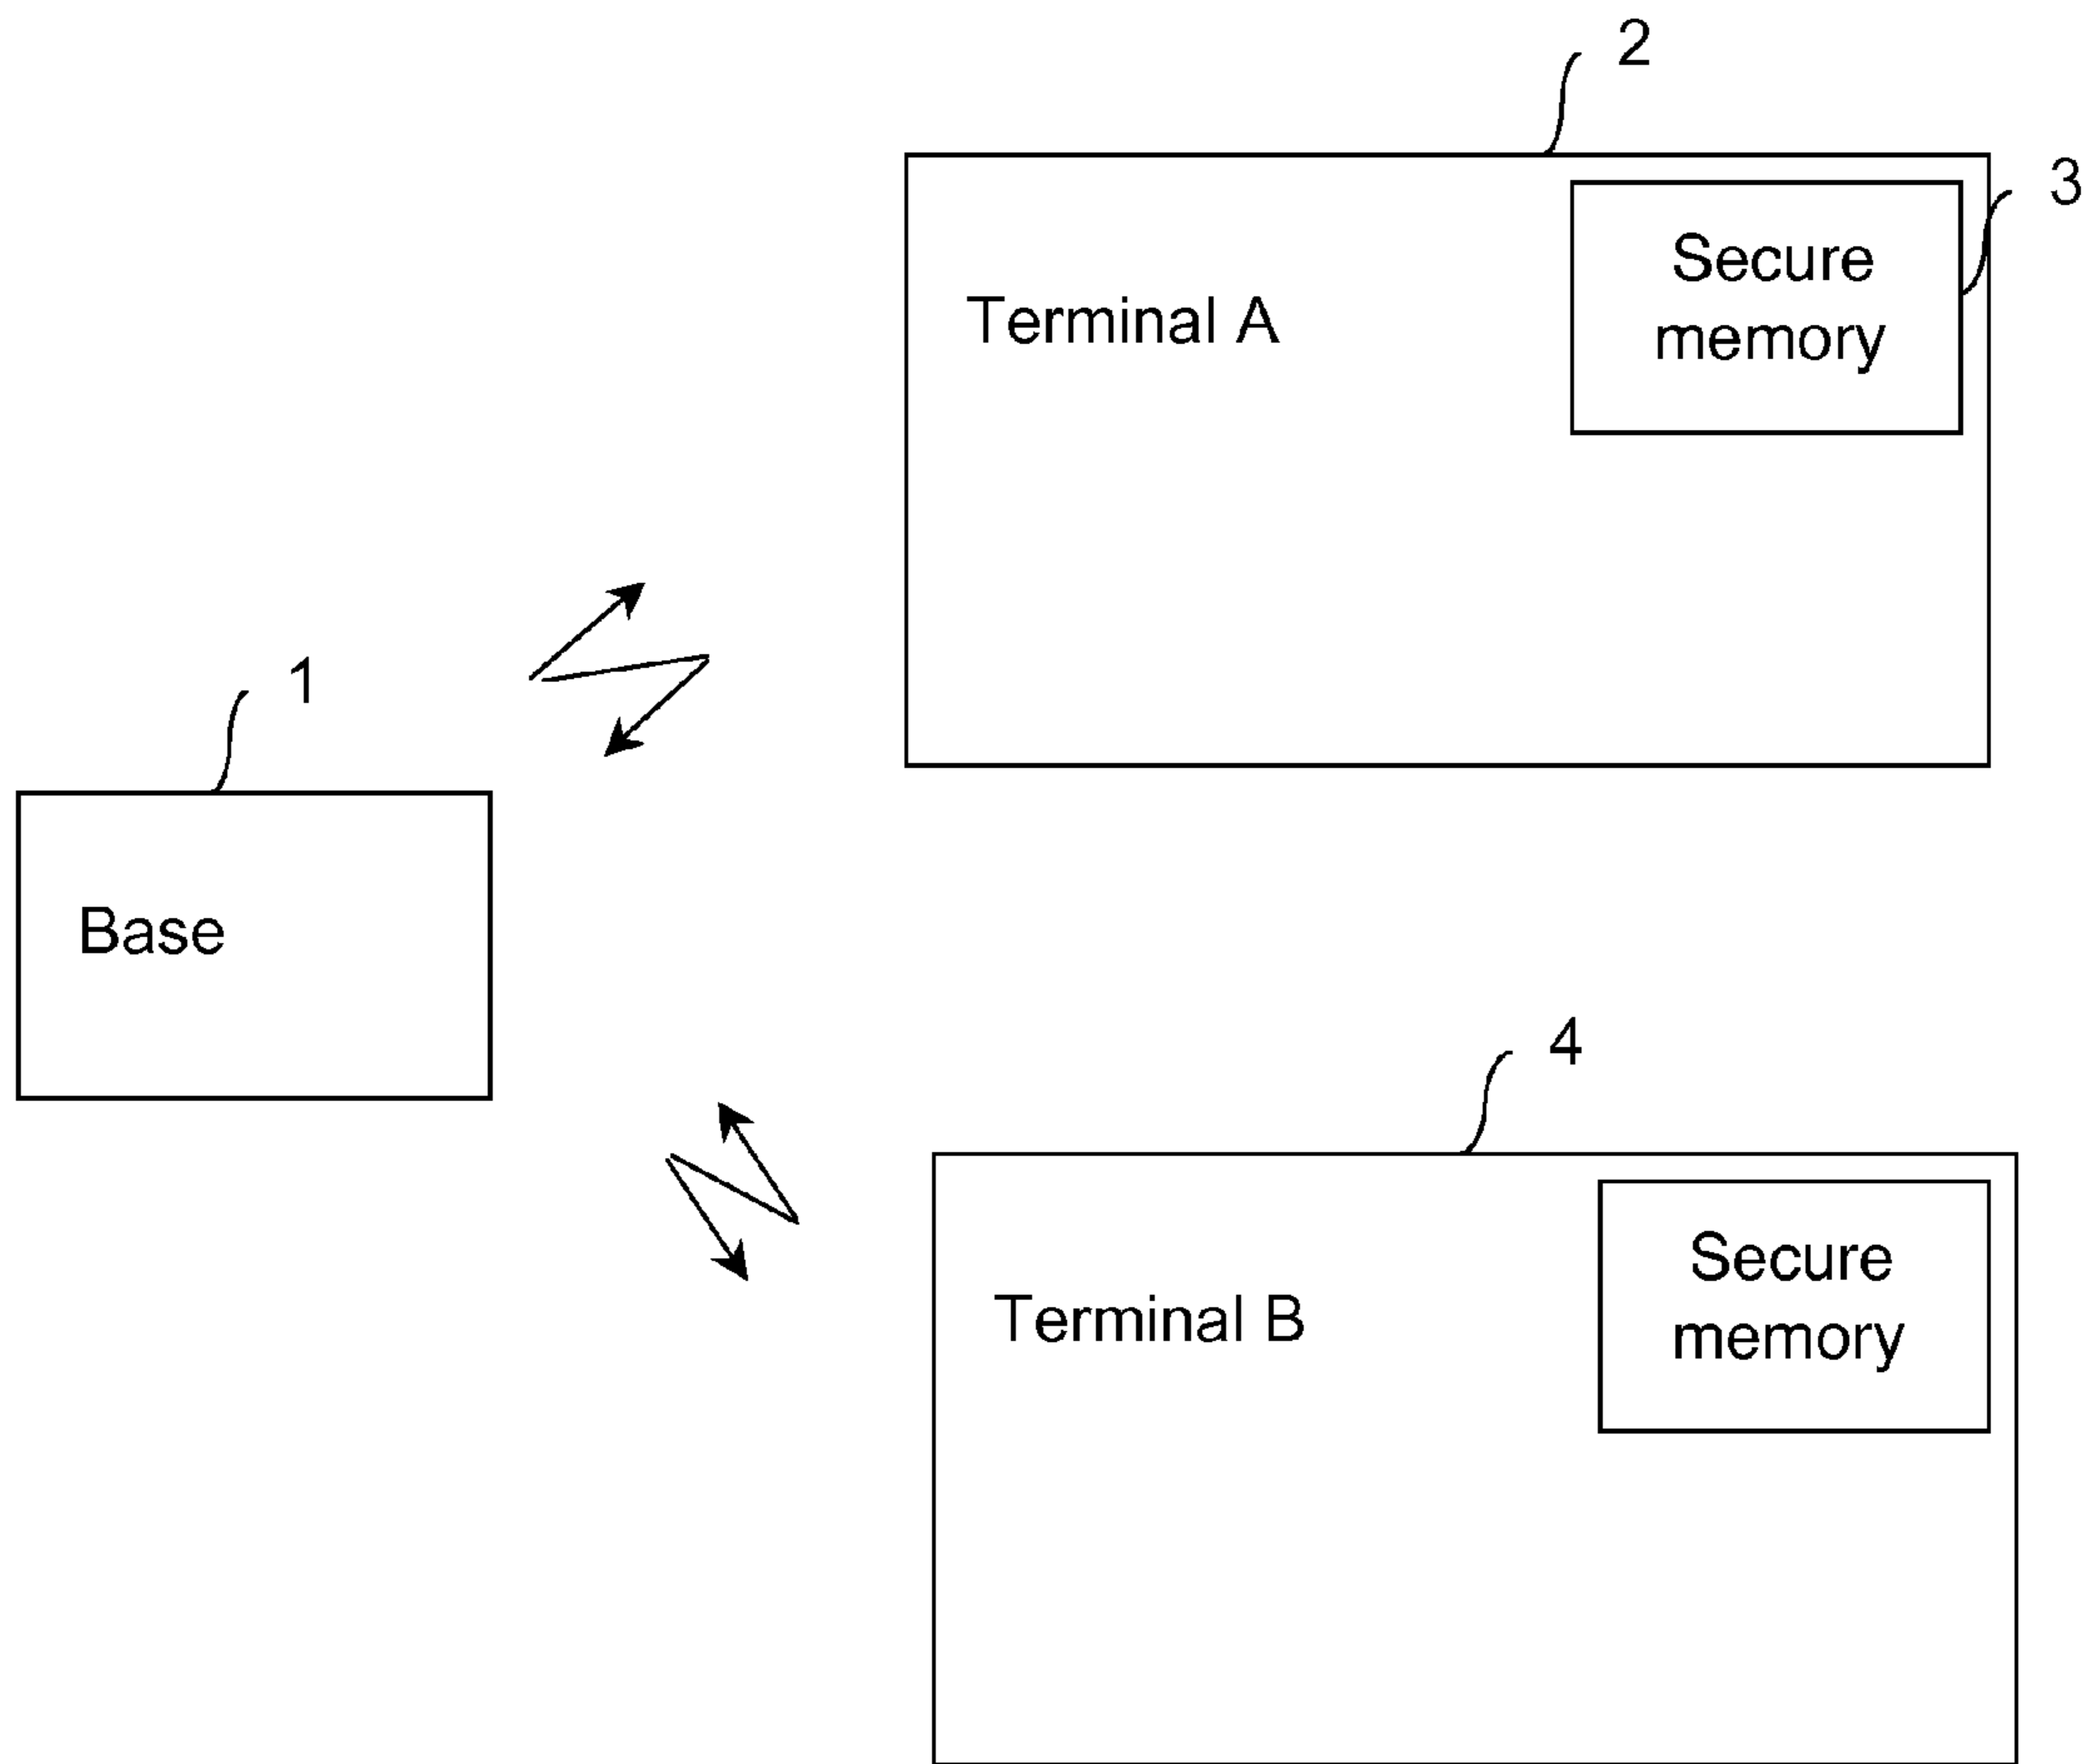 2
3
Secure
memory
Terminal A
1
Base
4
Secure
memory
Terminal B